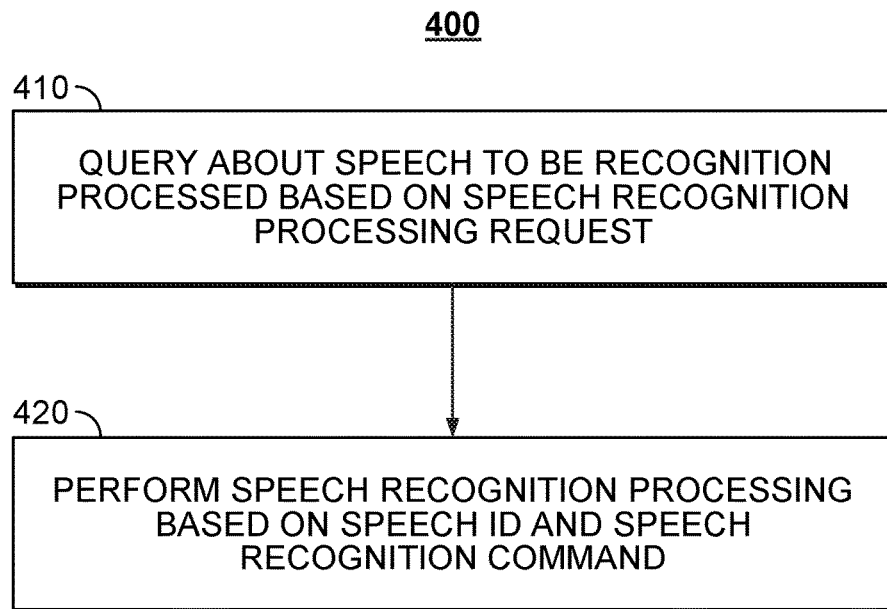 400
410
QUERY ABOUT SPEECH TO BE RECOGNITION
PROCESSED BASED ON SPEECH RECOGNITION
PROCESSING REQUEST
420
PERFORM SPEECH RECOGNITION PROCESSING
BASED ON SPEECH ID AND SPEECH
RECOGNITION COMMAND